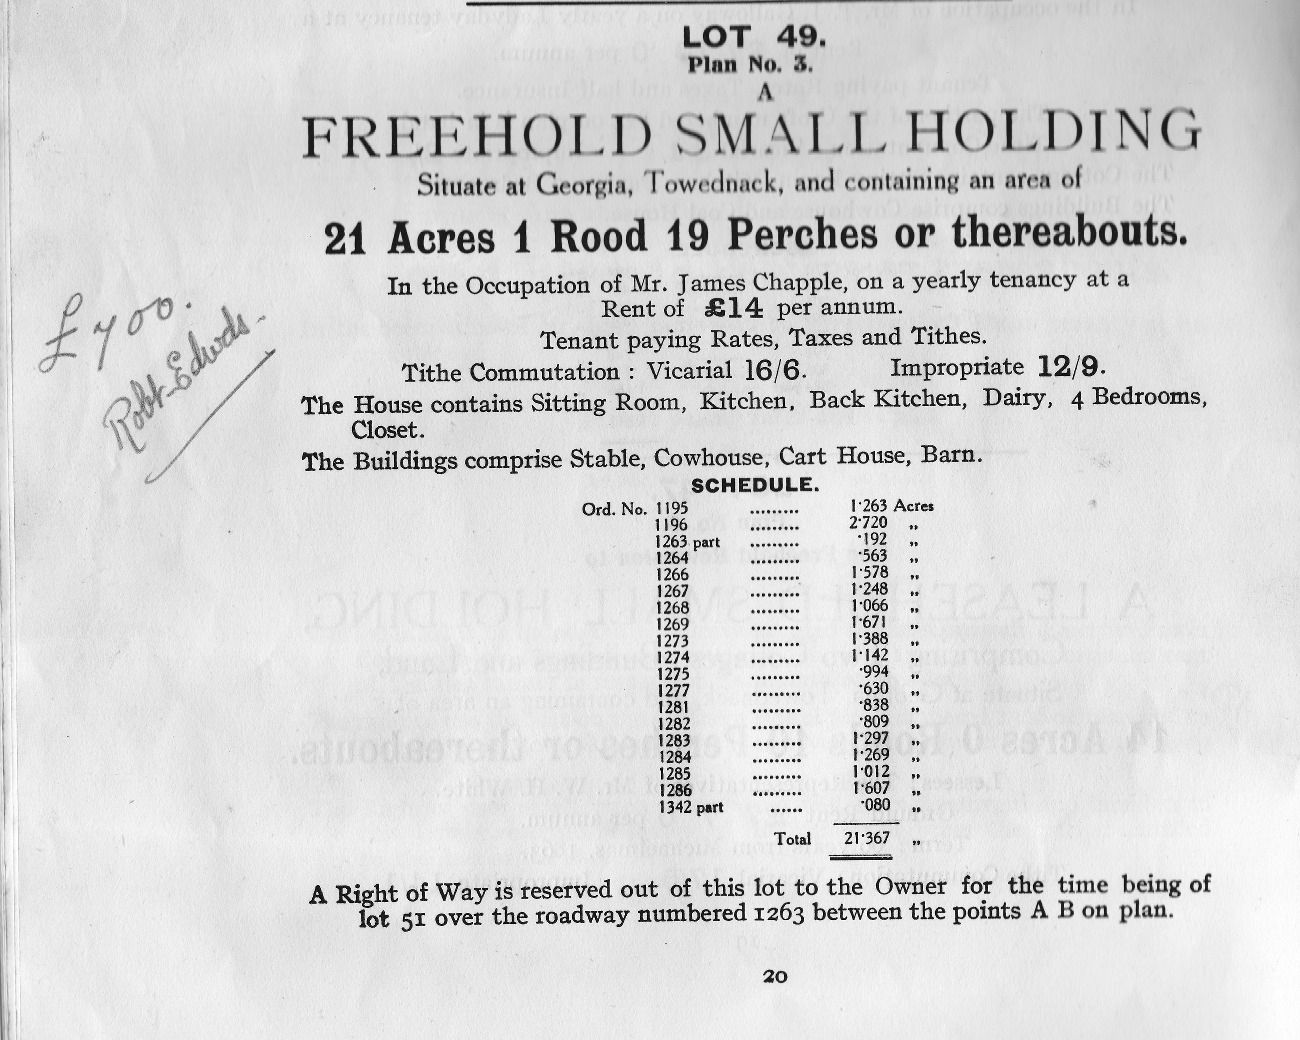 LOT 49.
Plan No. 3.
A
FREEHOLD SMALL HOLDING
Situate at Georgia, Towednack, and containing an area of
21 Acres 1 Rood 19 Perches or thereabouts.
In the Occupation of Mr. James Chapple, on a yearly tenancy at a
Rent of £14 per annum.
Tenant paying Rates, Taxes and Tithes.
Tithe Commutation : Vicarial 16/6. Impropriate 12/9.
The House contains Sitting Room, Kitchen, Back Kitchen, Dairy, 4 Bedrooms,
Closet.
The Buildings comprise Stable, Cowhouse, Cart House, Barn.
£700.
Robt. Edwds.
SCHEDULE.
Ord. No. 1195 ......... 1·263 Acres
1196 ......... 2·720 „
1263 part ......... ·192 „
1264 ......... ·563 „
1266 ......... 1·578 „
1267 ......... 1·248 „
1268 ......... 1·066 „
1269 ......... 1·671 „
1273 ......... 1·388 „
1274 ......... 1·142 „
1275 ......... ·994 „
1277 ......... ·630 „
1281 ......... ·838 „
1282 ......... ·809 „
1283 ......... 1·297 „
1284 ......... 1·269 „
1285 ......... 1·012 „
1286 ......... 1·607 „
1342 part ...... ·080 „
Total 21·367 „
A Right of Way is reserved out of this lot to the Owner for the time being of
lot 51 over the roadway numbered 1263 between the points A B on plan.
20